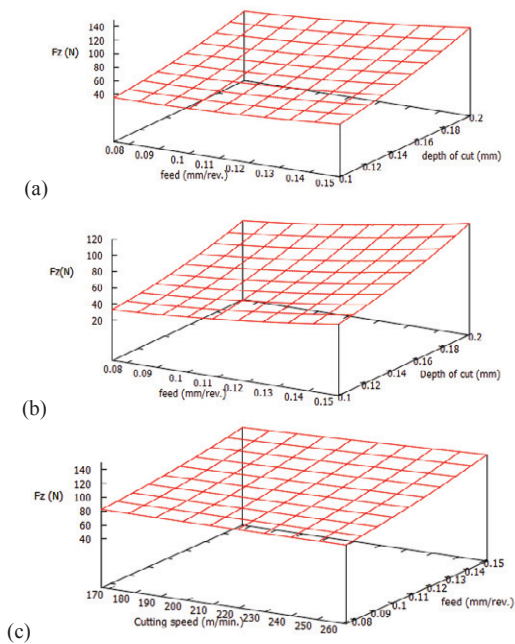 140
120
Fz (N) 100
80
60
40
0.08 0.09 0.1 0.11 0.12 0.13 0.14 0.15
feed (mm/rev.)
0.1 0.12 0.14 0.16 0.18 0.2
depth of cut (mm)
(a)
120
100
Fz(N) 80
60
40
20
0.08 0.09 0.1 0.11 0.12 0.13 0.14 0.15
feed (mm/rev.)
0.1 0.12 0.14 0.16 0.18 0.2
Depth of cut (mm)
(b)
140
120
Fz (N) 100
80
60
40
170 180 190 200 210 220 230 240 250 260
Cutting speed (m/min.)
0.08 0.09 0.1 0.11 0.12 0.13 0.14 0.15
feed (mm/rev.)
(c)